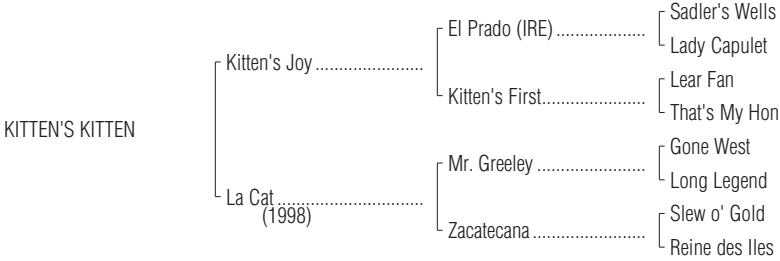 Sadler's Wells
El Prado (IRE) ....................
Lady Capulet
Kitten's Joy ........................
Lear Fan
Kitten's First.......................
That's My Hon
KITTEN'S KITTEN
Gone West
Mr. Greeley ........................
Long Legend
La Cat ................................
(1998)
Slew o' Gold
Zacatecana .........................
Reine des Iles